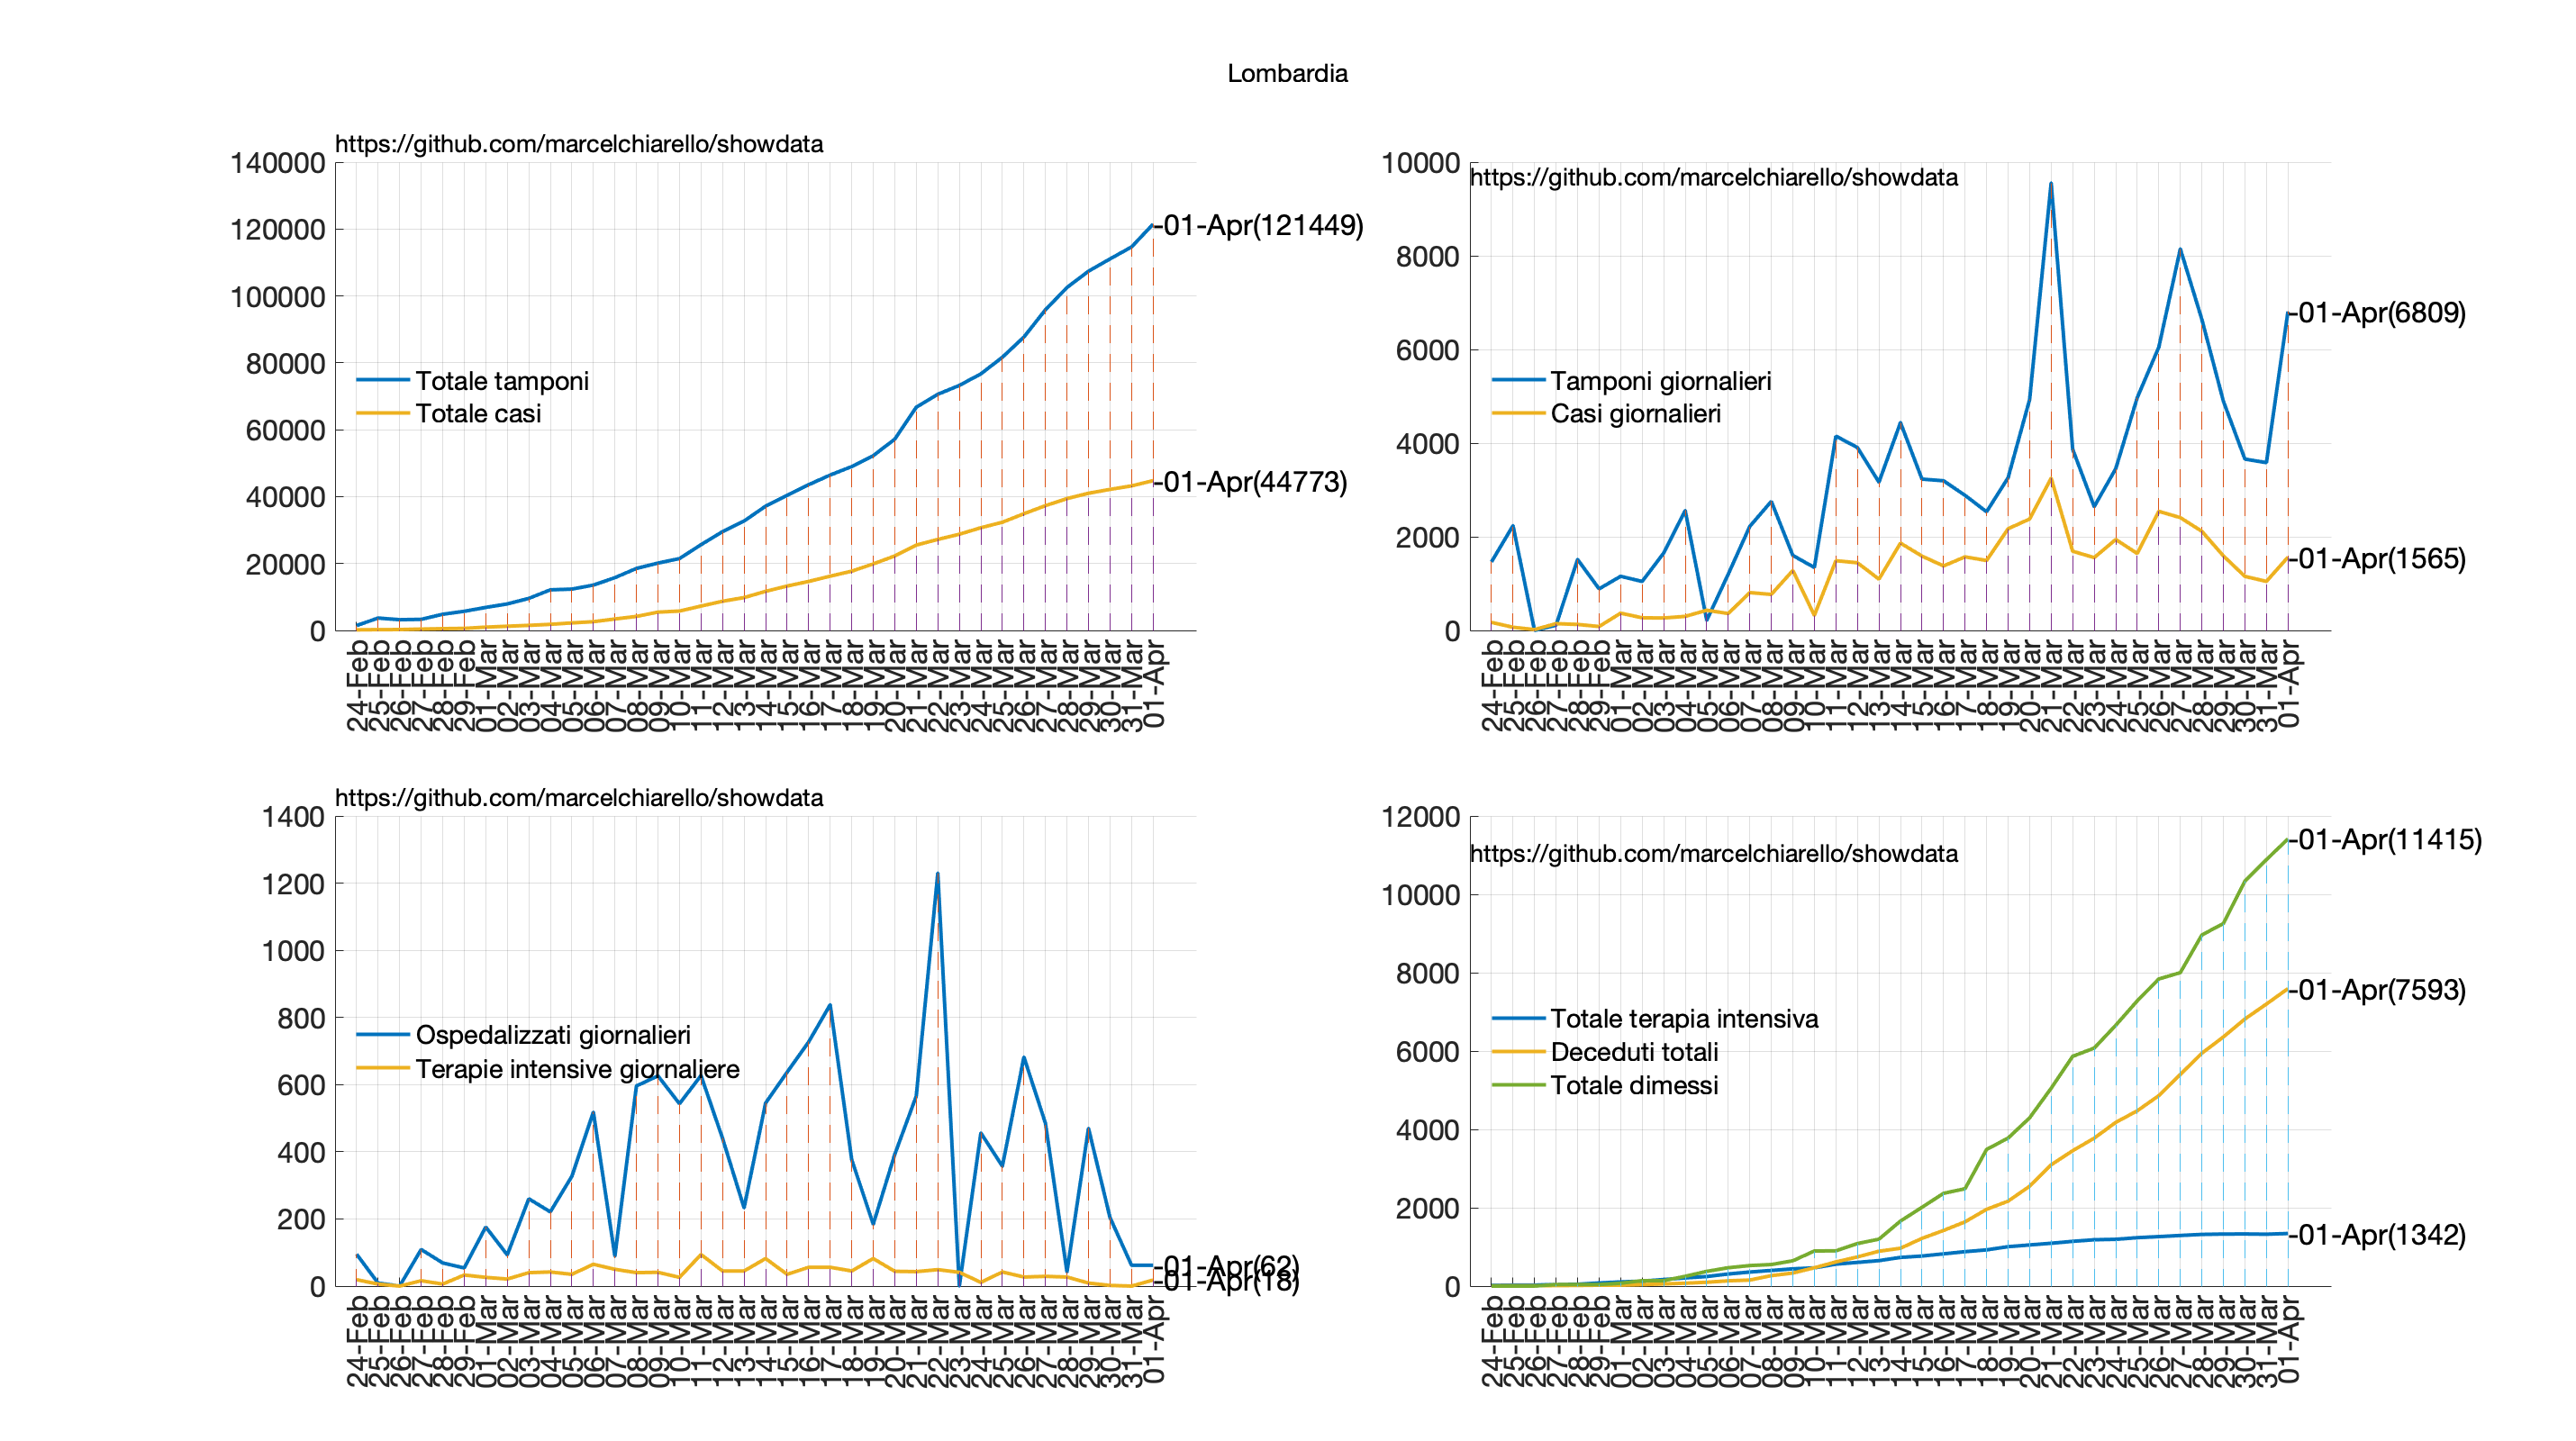 Lombardia
https://github.com/marcelchiarello/showdata
140000
120000
100000
80000
60000
40000
20000
0
Totale tamponi
Totale casi
-01-Apr(121449)
-01-Apr(44773)
24-Feb
25-Feb
26-Feb
27-Feb
28-Feb
29-Feb
01-Mar
02-Mar
03-Mar
04-Mar
05-Mar
06-Mar
07-Mar
08-Mar
09-Mar
10-Mar
11-Mar
12-Mar
13-Mar
14-Mar
15-Mar
16-Mar
17-Mar
18-Mar
19-Mar
20-Mar
21-Mar
22-Mar
23-Mar
24-Mar
25-Mar
26-Mar
27-Mar
28-Mar
29-Mar
30-Mar
31-Mar
01-Apr
https://github.com/marcelchiarello/showdata
10000
8000
6000
4000
2000
0
Tamponi giornalieri
Casi giornalieri
-01-Apr(6809)
-01-Apr(1565)
24-Feb
25-Feb
26-Feb
27-Feb
28-Feb
29-Feb
01-Mar
02-Mar
03-Mar
04-Mar
05-Mar
06-Mar
07-Mar
08-Mar
09-Mar
10-Mar
11-Mar
12-Mar
13-Mar
14-Mar
15-Mar
16-Mar
17-Mar
18-Mar
19-Mar
20-Mar
21-Mar
22-Mar
23-Mar
24-Mar
25-Mar
26-Mar
27-Mar
28-Mar
29-Mar
30-Mar
31-Mar
01-Apr
https://github.com/marcelchiarello/showdata
1400
1200
1000
800
600
400
200
0
Ospedalizzati giornalieri
Terapie intensive giornaliere
-01-Apr(62)
-01-Apr(18)
24-Feb
25-Feb
26-Feb
27-Feb
28-Feb
29-Feb
01-Mar
02-Mar
03-Mar
04-Mar
05-Mar
06-Mar
07-Mar
08-Mar
09-Mar
10-Mar
11-Mar
12-Mar
13-Mar
14-Mar
15-Mar
16-Mar
17-Mar
18-Mar
19-Mar
20-Mar
21-Mar
22-Mar
23-Mar
24-Mar
25-Mar
26-Mar
27-Mar
28-Mar
29-Mar
30-Mar
31-Mar
01-Apr
12000
10000
8000
6000
4000
2000
0
https://github.com/marcelchiarello/showdata
Totale terapia intensiva
Deceduti totali
Totale dimessi
-01-Apr(11415)
-01-Apr(7593)
-01-Apr(1342)
24-Feb
25-Feb
26-Feb
27-Feb
28-Feb
29-Feb
01-Mar
02-Mar
03-Mar
04-Mar
05-Mar
06-Mar
07-Mar
08-Mar
09-Mar
10-Mar
11-Mar
12-Mar
13-Mar
14-Mar
15-Mar
16-Mar
17-Mar
18-Mar
19-Mar
20-Mar
21-Mar
22-Mar
23-Mar
24-Mar
25-Mar
26-Mar
27-Mar
28-Mar
29-Mar
30-Mar
31-Mar
01-Apr